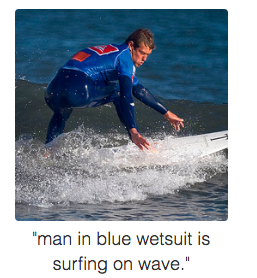 "man in blue wetsuit is
surfing on wave."